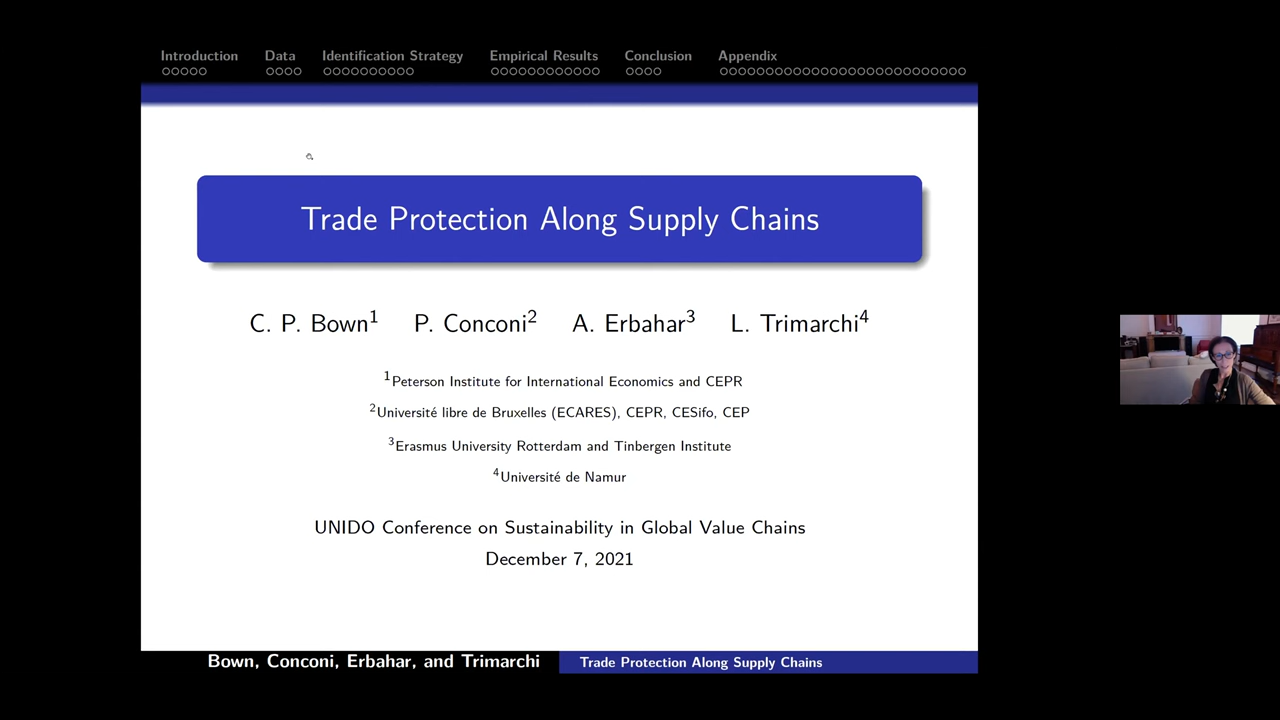 Introduction Data Identification Strategy Empirical Results Conclusion Appendix
Trade Protection Along Supply Chains
C. P. Bown¹ P. Conconi² A. Erbahar³ L. Trimarchi⁴
¹Peterson Institute for International Economics and CEPR
²Université libre de Bruxelles (ECARES), CEPR, CESifo, CEP
³Erasmus University Rotterdam and Tinbergen Institute
⁴Université de Namur
UNIDO Conference on Sustainability in Global Value Chains
December 7, 2021
Bown, Conconi, Erbahar, and Trimarchi Trade Protection Along Supply Chains